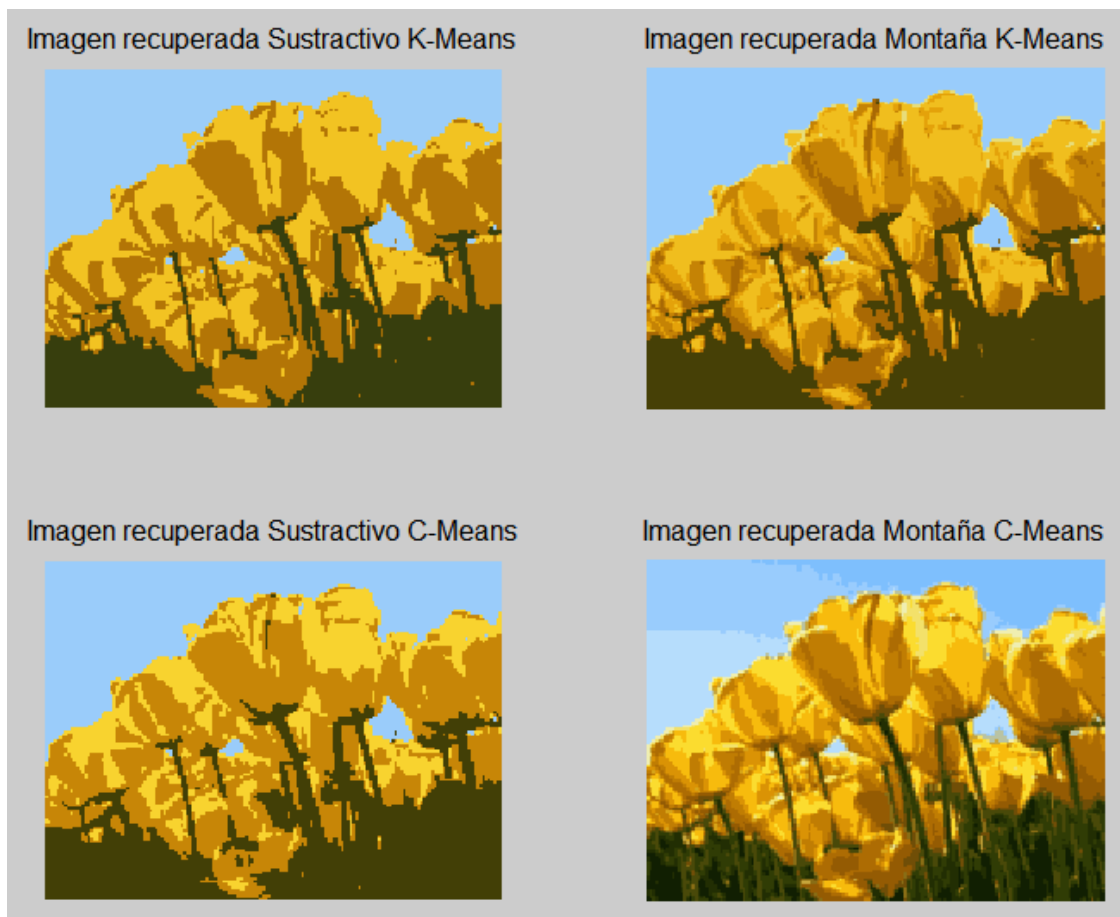 Imagen recuperada Sustractivo K-Means
Imagen recuperada Montaña K-Means
Imagen recuperada Sustractivo C-Means
Imagen recuperada Montaña C-Means